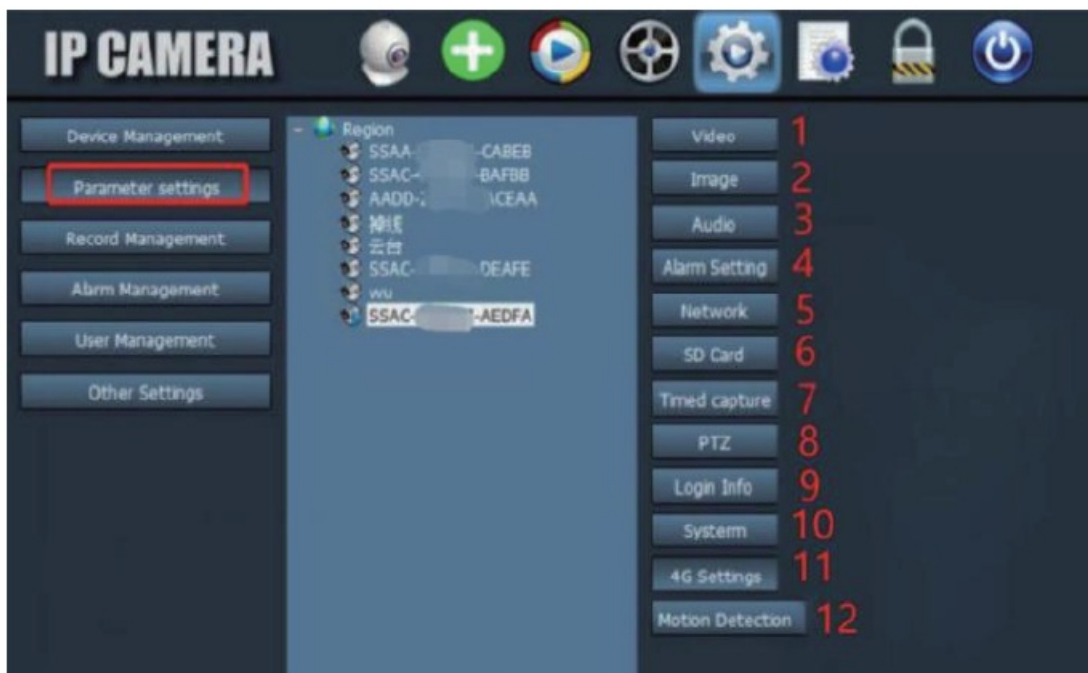 IP CAMERA
Device Management
Parameter settings
Record Management
Alarm Management
User Management
Other Settings
Region
SSAA- -CABEB
SSAC- -BAFBB
AADD- ACEAA
掉线
云台
SSAC- DEAFE
wu
SSAC- -AEDFA
Video 1
Image 2
Audio 3
Alarm Setting 4
Network 5
SD Card 6
Timed capture 7
PTZ 8
Login Info 9
Systerm 10
4G Settings 11
Motion Detection 12